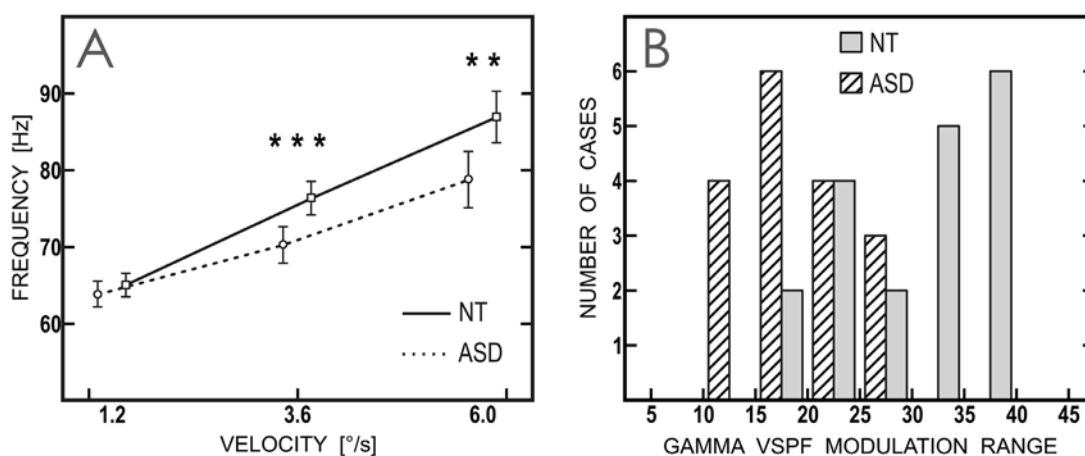 A
* * *
* *
FREQUENCY [Hz]
90
80
70
60
NT
ASD
1.2
3.6
6.0
VELOCITY [°/s]
B
NT
ASD
NUMBER OF CASES
6
5
4
3
2
1
5
10
15
20
25
30
35
40
45
GAMMA VSPF MODULATION RANGE